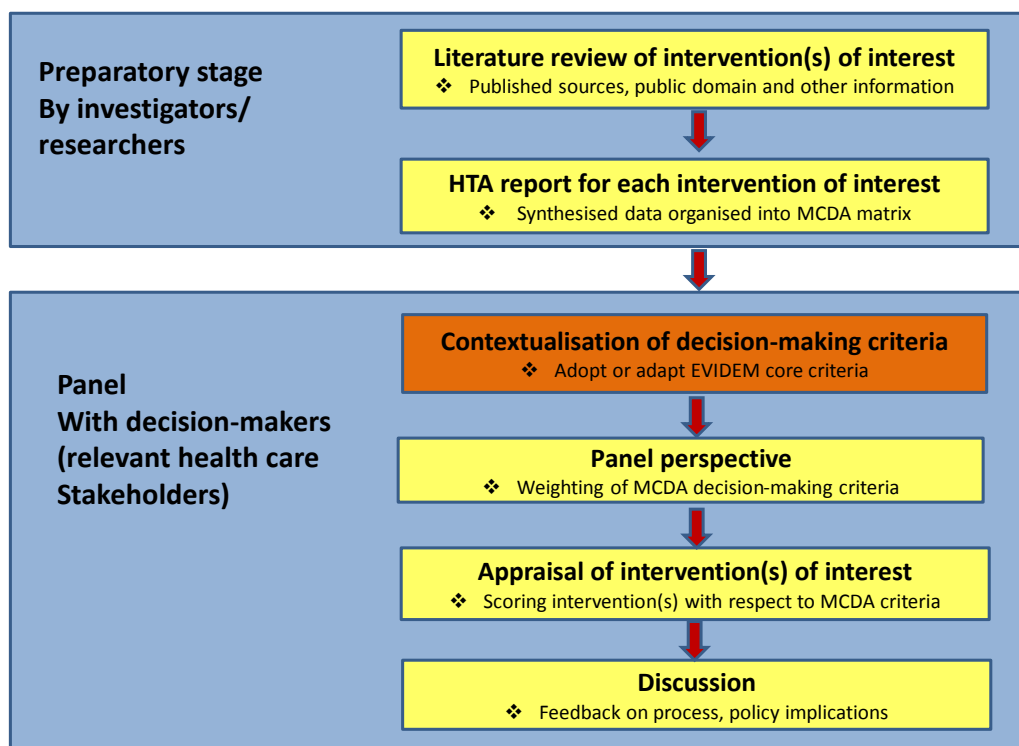 Preparatory stage
By investigators/
researchers
Literature review of intervention(s) of interest
❖ Published sources, public domain and other information
HTA report for each intervention of interest
❖ Synthesised data organised into MCDA matrix
Panel
With decision-makers
(relevant health care
Stakeholders)
Contextualisation of decision-making criteria
❖ Adopt or adapt EVIDEM core criteria
Panel perspective
❖ Weighting of MCDA decision-making criteria
Appraisal of intervention(s) of interest
❖ Scoring intervention(s) with respect to MCDA criteria
Discussion
❖ Feedback on process, policy implications